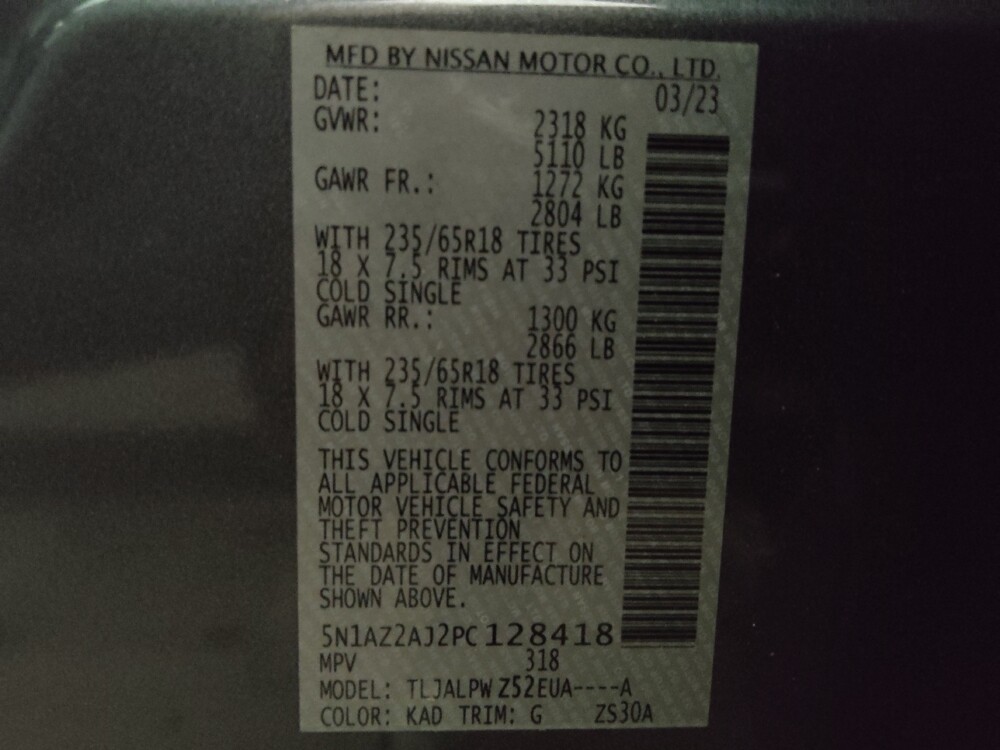 MFD BY NISSAN MOTOR CO., LTD.
DATE: 03/23
GVWR: 2318 KG
5110 LB
GAWR FR.: 1272 KG
2804 LB
WITH 235/65R18 TIRES
18 X 7.5 RIMS AT 33 PSI
COLD SINGLE
GAWR RR.: 1300 KG
2866 LB
WITH 235/65R18 TIRES
18 X 7.5 RIMS AT 33 PSI
COLD SINGLE
THIS VEHICLE CONFORMS TO
ALL APPLICABLE FEDERAL
MOTOR VEHICLE SAFETY AND
THEFT PREVENTION
STANDARDS IN EFFECT ON
THE DATE OF MANUFACTURE
SHOWN ABOVE.
5N1AZ2AJ2PC128418
MPV 318
MODEL: TLJALPW Z52EUA----A
COLOR: KAD TRIM: G ZS30A